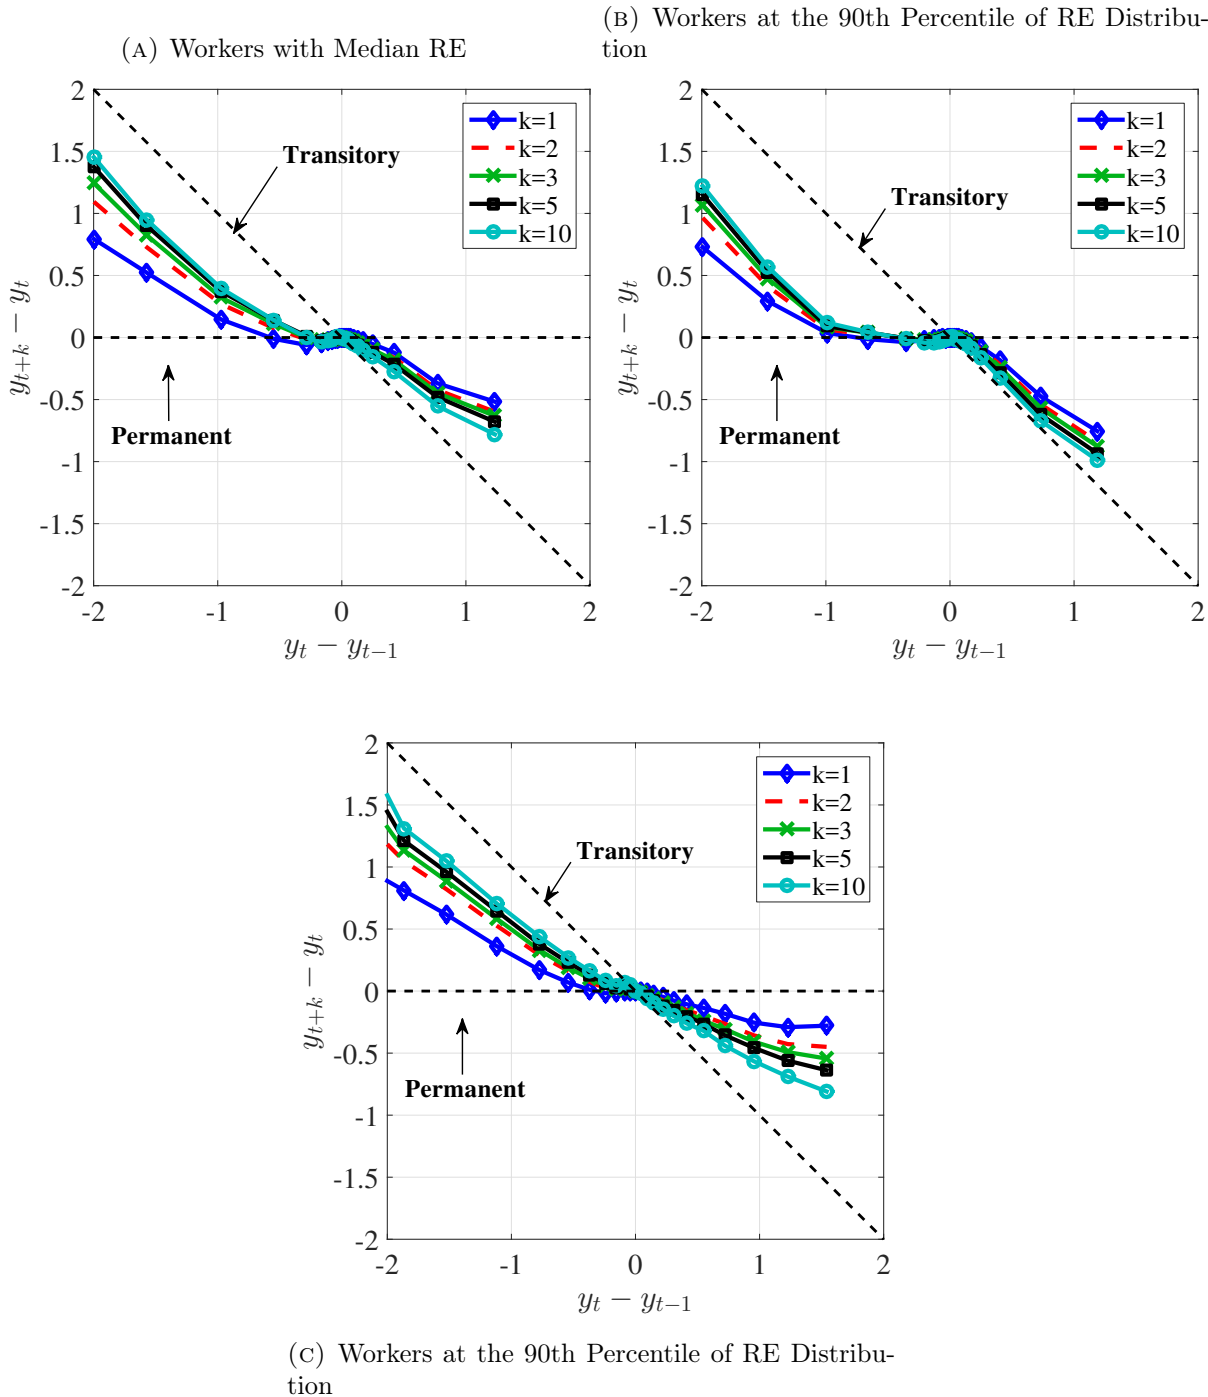 (A) Workers with Median RE
(B) Workers at the 90th Percentile of RE Distribu-
tion
2
1.5
1
0.5
0
-0.5
-1
-1.5
-2
-2
-1
0
1
2
y_{t+k} − y_t
y_t − y_{t−1}
Transitory
Permanent
k=1
k=2
k=3
k=5
k=10
2
1.5
1
0.5
0
-0.5
-1
-1.5
-2
-2
-1
0
1
2
y_{t+k} − y_t
y_t − y_{t−1}
Transitory
Permanent
k=1
k=2
k=3
k=5
k=10
2
1.5
1
0.5
0
-0.5
-1
-1.5
-2
-2
-1
0
1
2
y_{t+k} − y_t
y_t − y_{t−1}
Transitory
Permanent
k=1
k=2
k=3
k=5
k=10
(C) Workers at the 90th Percentile of RE Distribu-
tion